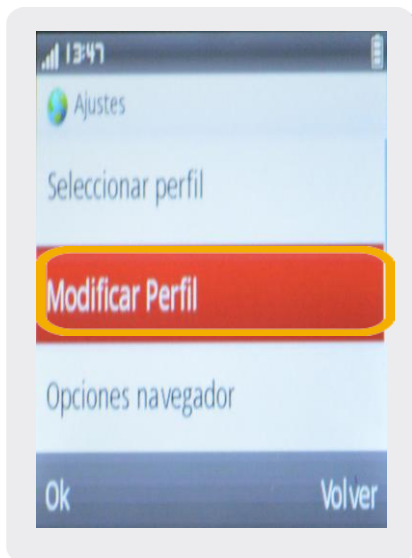 13:47
Ajustes
Seleccionar perfil
Modificar Perfil
Opciones navegador
Ok Volver